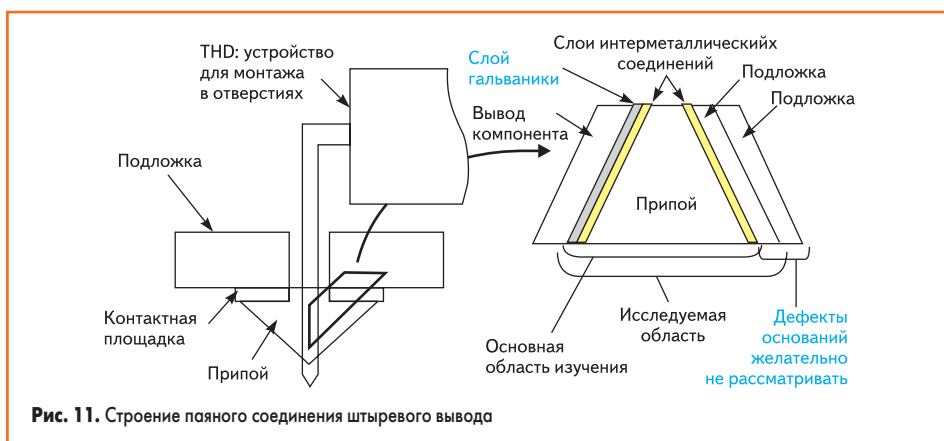 THD: устройство
для монтажа
в отверстиях
Подложка
Контактная
площадка
Припой
Слой
гальваники
Слои интерметаллическийх
соединений
Подложка
Подложка
Вывод
компонента
Припой
Основная
область изучения
Исследуемая
область
Дефекты
оснований
желательно
не рассматривать
Рис. 11. Строение паяного соединения штыревого вывода